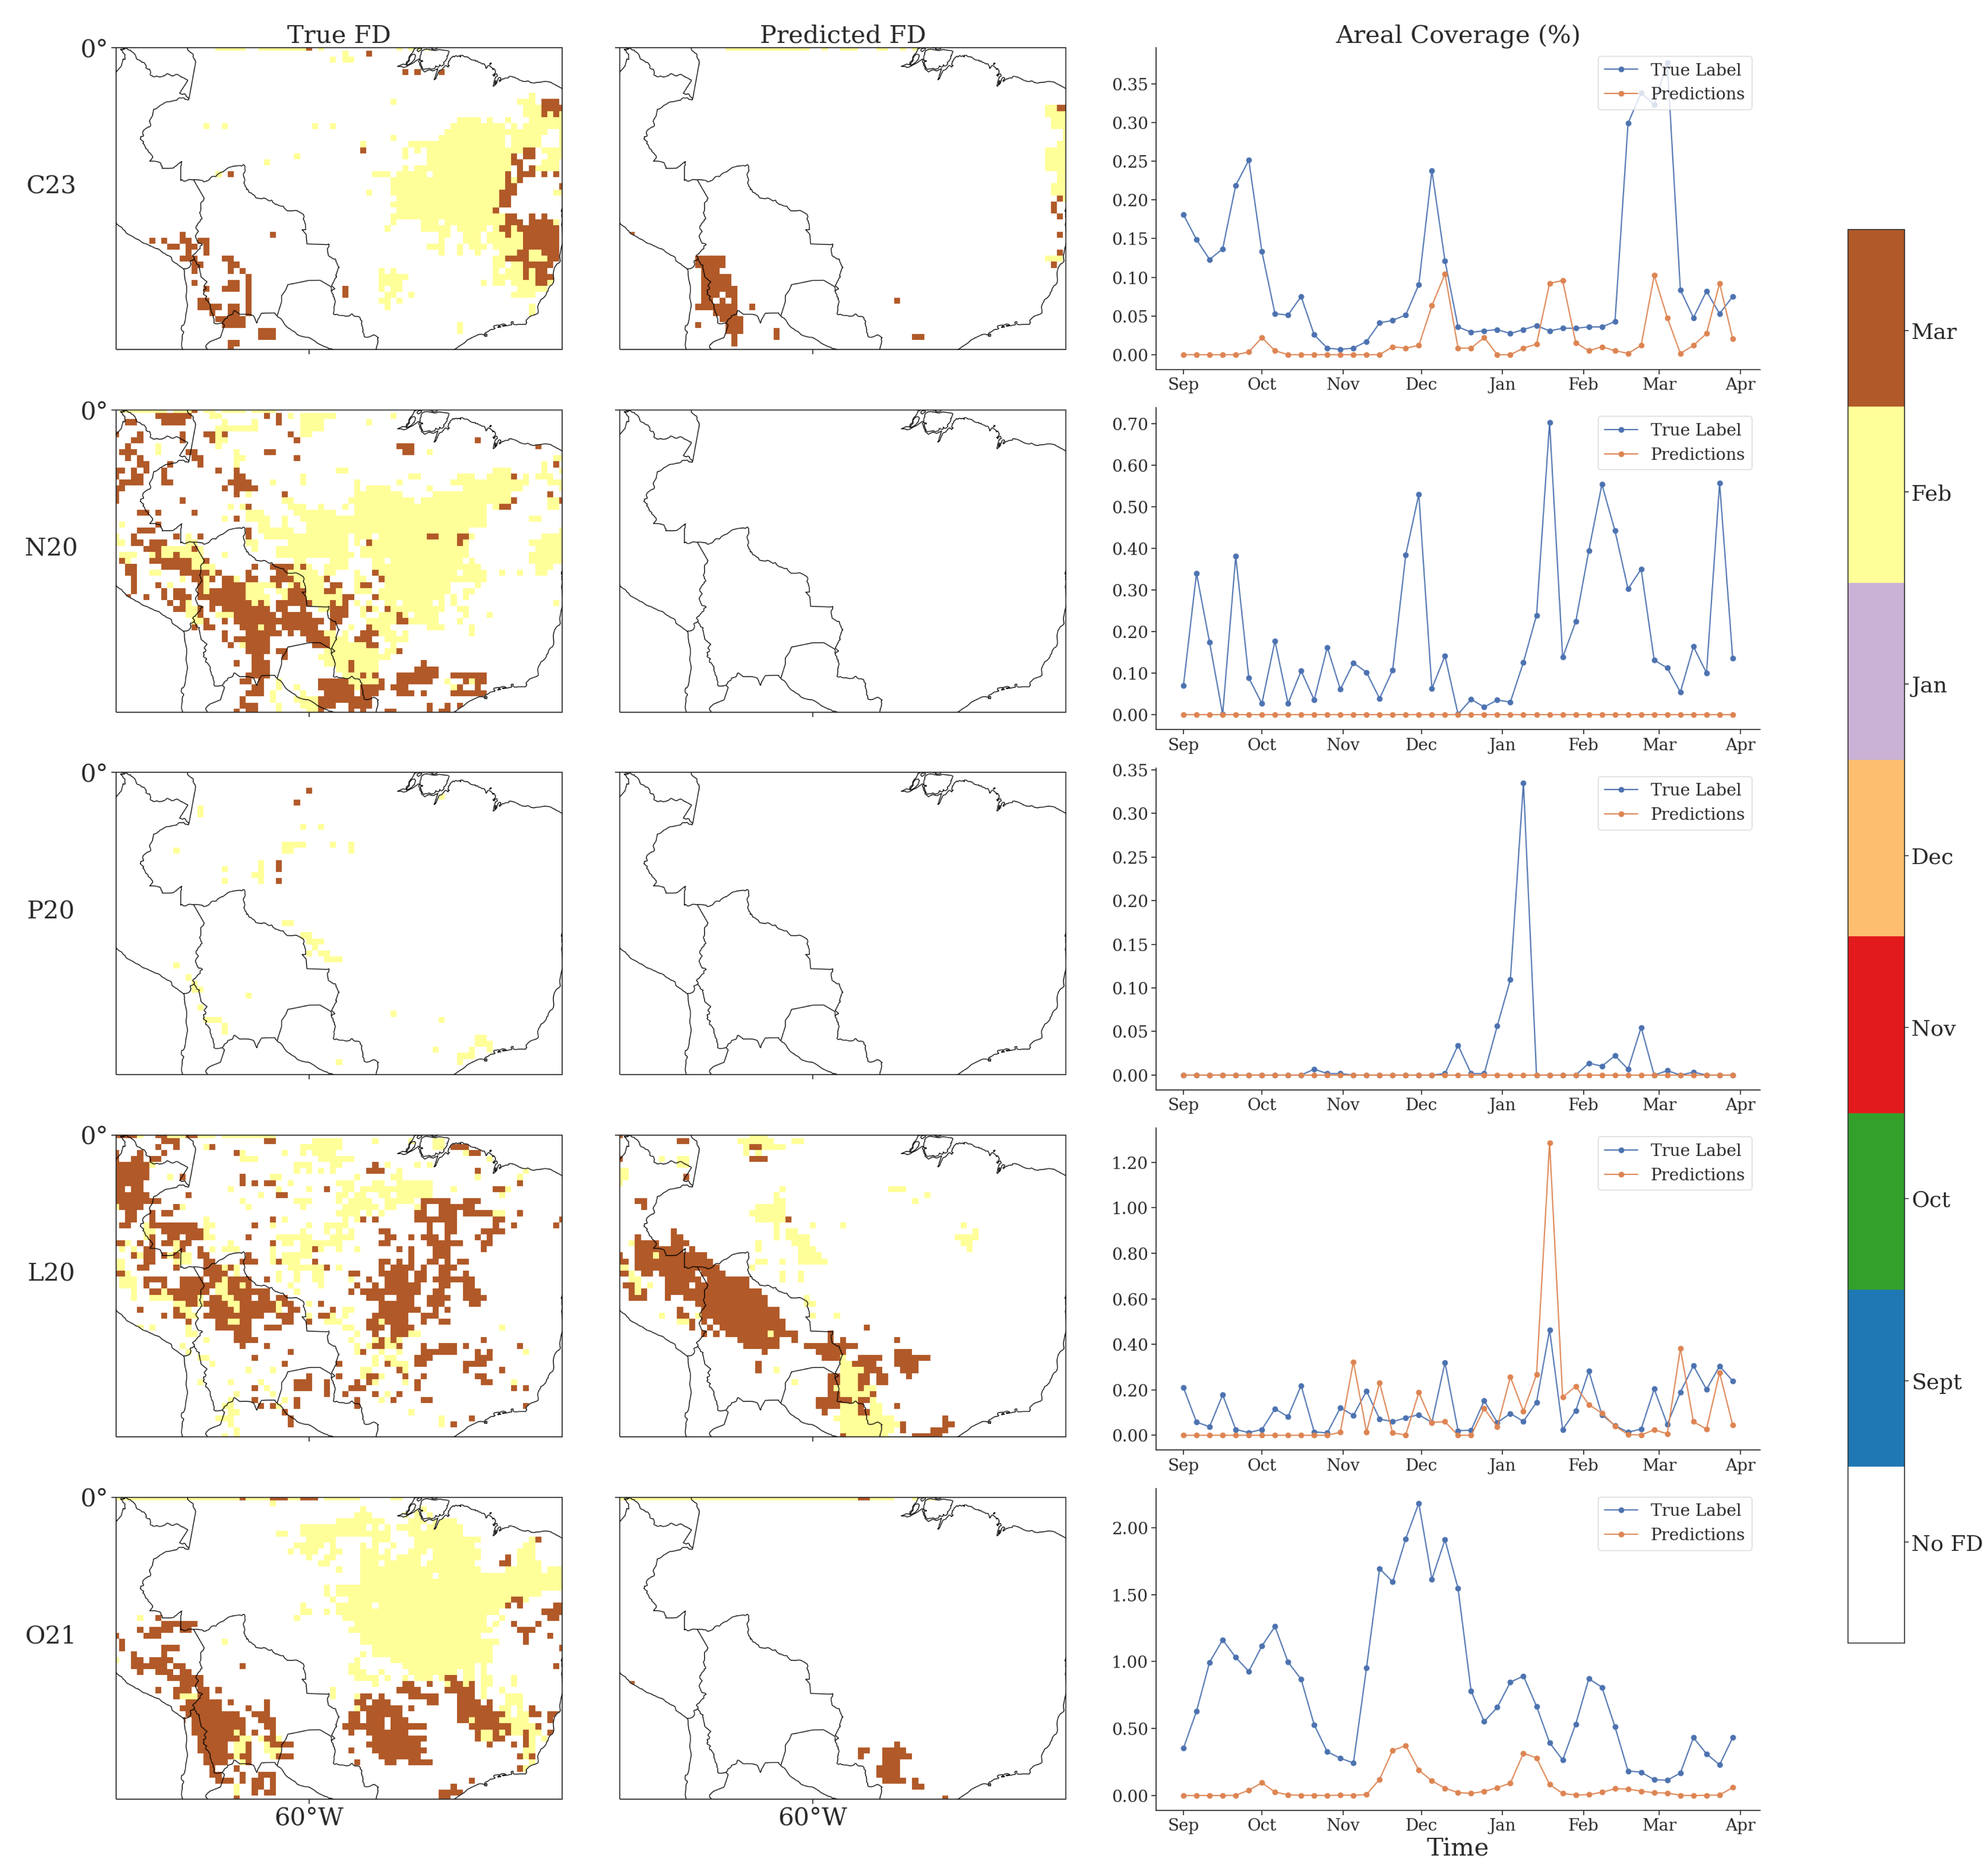 True FD
Predicted FD
Areal Coverage (%)
0°
C23
True Label
Predictions
0.35
0.30
0.25
0.20
0.15
0.10
0.05
0.00
Sep Oct Nov Dec Jan Feb Mar Apr
0°
N20
True Label
Predictions
0.70
0.60
0.50
0.40
0.30
0.20
0.10
0.00
Sep Oct Nov Dec Jan Feb Mar Apr
0°
P20
True Label
Predictions
0.35
0.30
0.25
0.20
0.15
0.10
0.05
0.00
Sep Oct Nov Dec Jan Feb Mar Apr
0°
L20
True Label
Predictions
1.20
1.00
0.80
0.60
0.40
0.20
0.00
Sep Oct Nov Dec Jan Feb Mar Apr
0°
O21
60°W
60°W
True Label
Predictions
2.00
1.50
1.00
0.50
0.00
Sep Oct Nov Dec Jan Feb Mar Apr
Time
Mar
Feb
Jan
Dec
Nov
Oct
Sept
No FD